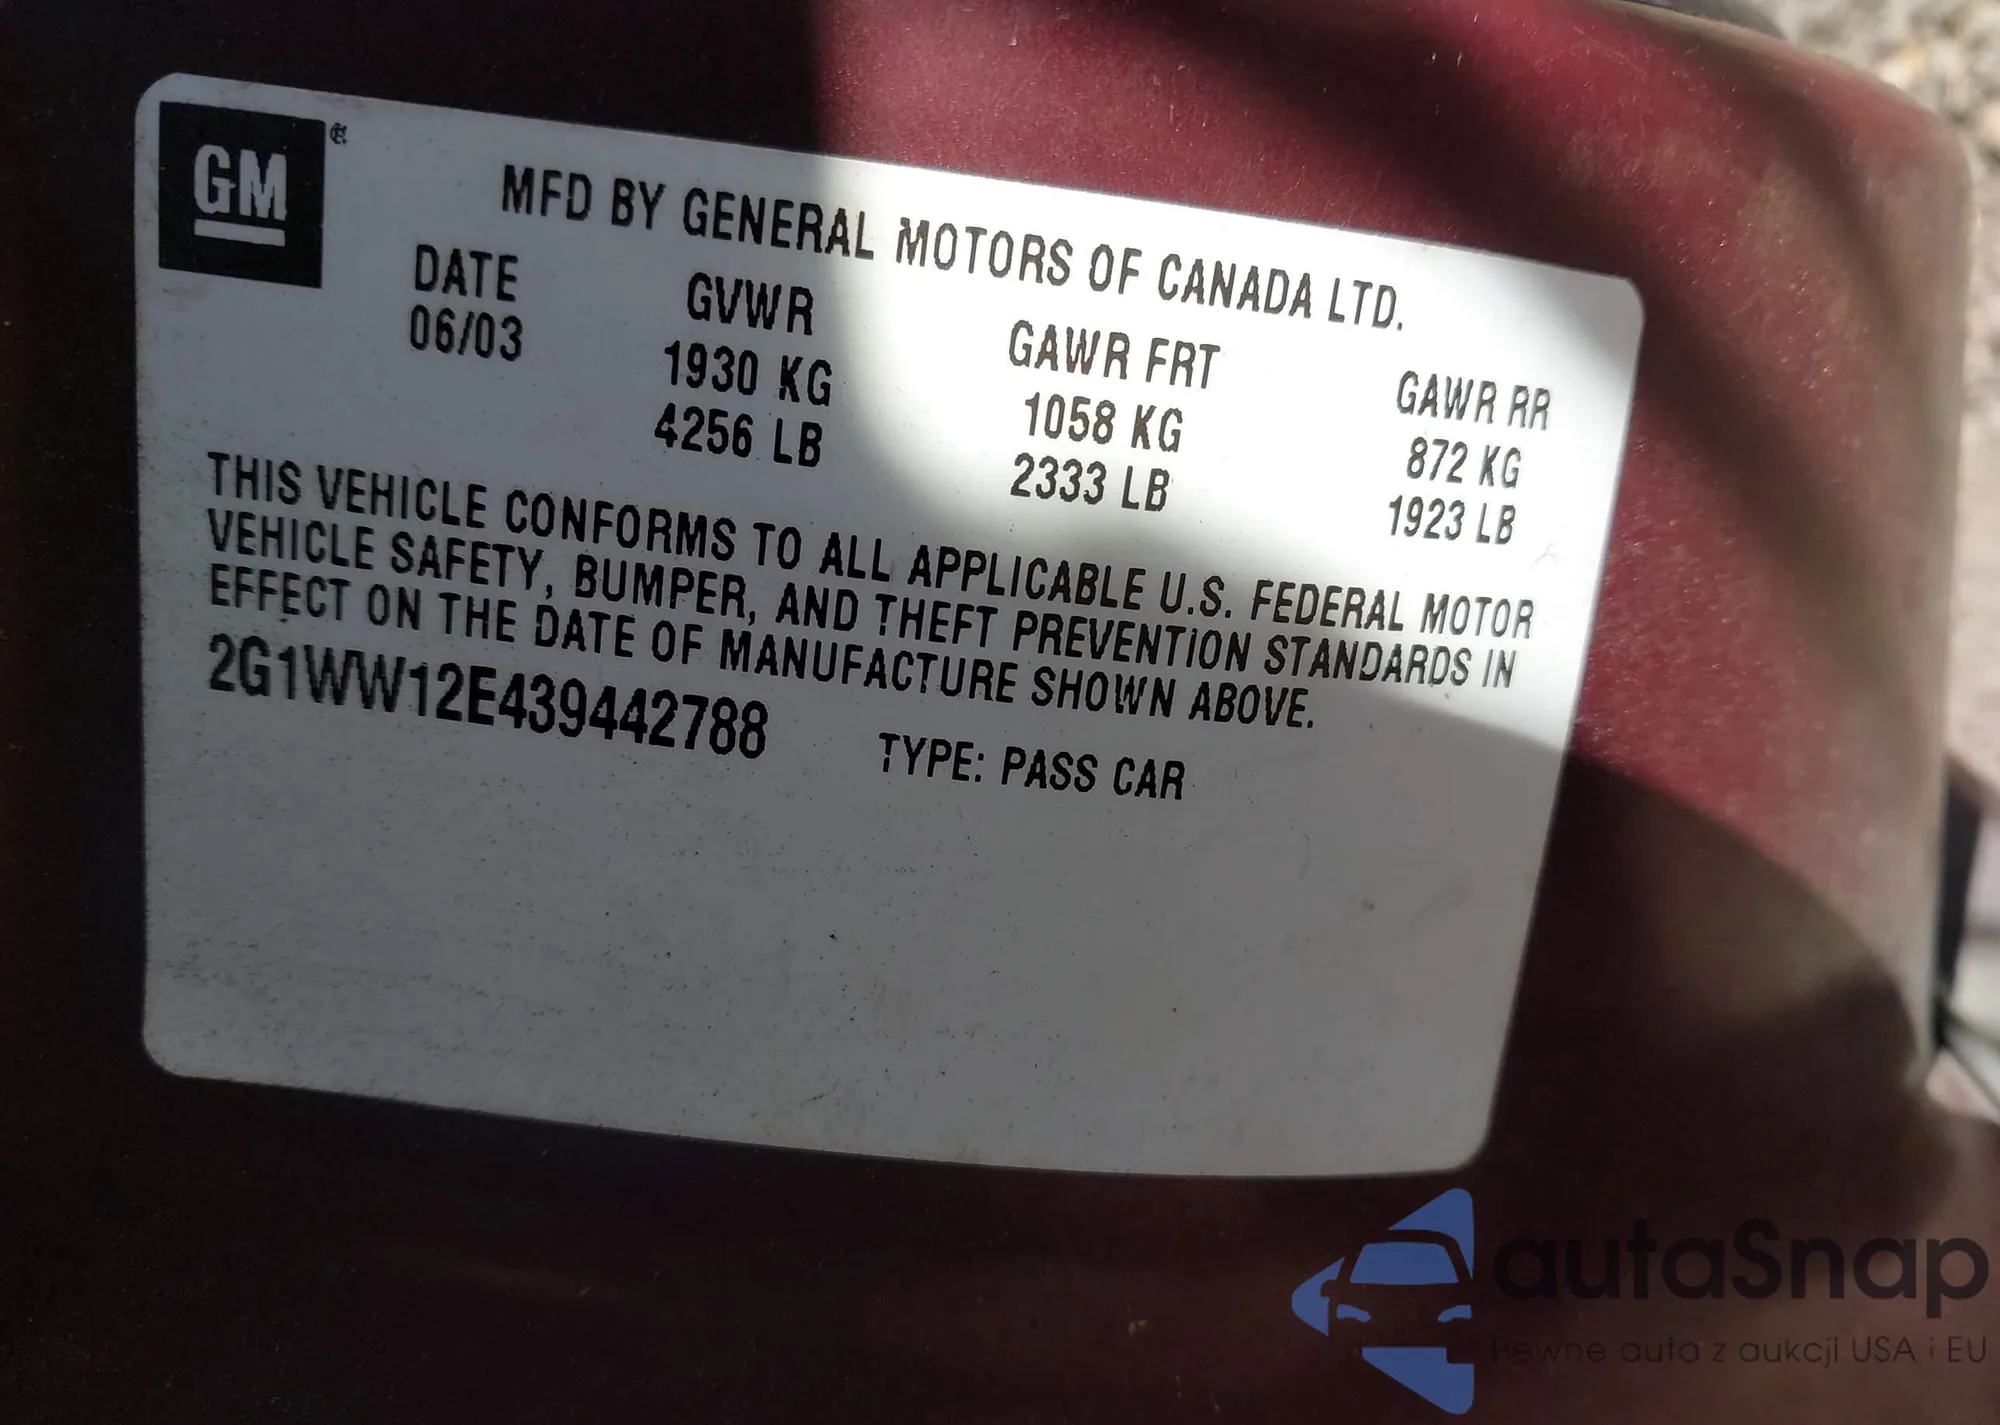 GM
MFD BY GENERAL MOTORS OF CANADA LTD.
DATE GVWR GAWR FRT GAWR RR
06/03 1930 KG 1058 KG 872 KG
4256 LB 2333 LB 1923 LB
THIS VEHICLE CONFORMS TO ALL APPLICABLE U.S. FEDERAL MOTOR
VEHICLE SAFETY, BUMPER, AND THEFT PREVENTION STANDARDS IN
EFFECT ON THE DATE OF MANUFACTURE SHOWN ABOVE.
2G1WW12E439442788 TYPE: PASS CAR
autaSnap
Pewne auta z aukcji USA i EU